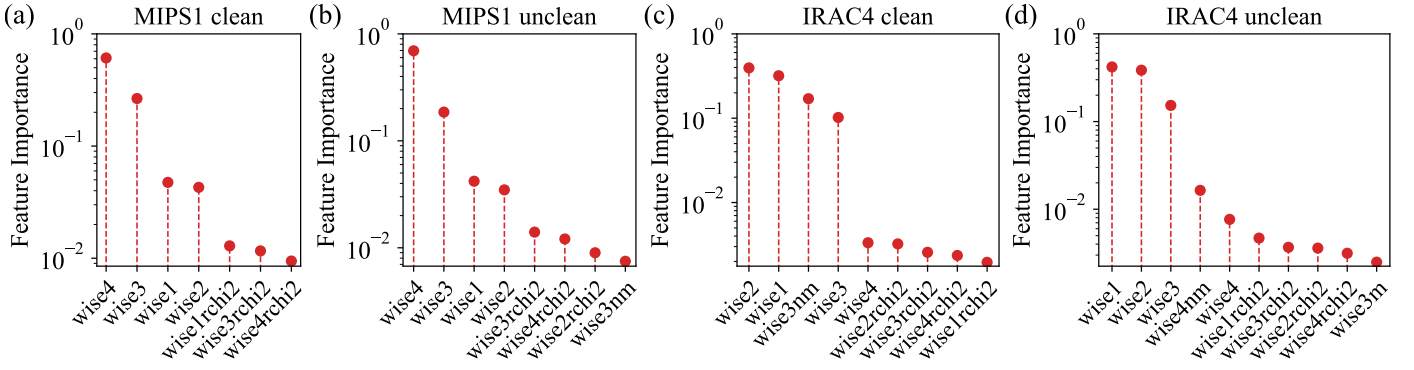 (a) MIPS1 clean
Feature Importance
10^0
10^−1
10^−2
wise4
wise3
wise1
wise2
wise1rchi2
wise3rchi2
wise4rchi2
(b) MIPS1 unclean
Feature Importance
10^0
10^−1
10^−2
wise4
wise3
wise1
wise2
wise3rchi2
wise4rchi2
wise2rchi2
wise3nm
(c) IRAC4 clean
Feature Importance
10^0
10^−1
10^−2
wise2
wise1
wise3nm
wise3
wise4
wise2rchi2
wise3rchi2
wise4rchi2
wise1rchi2
(d) IRAC4 unclean
Feature Importance
10^0
10^−1
10^−2
wise1
wise2
wise3
wise4nm
wise4
wise1rchi2
wise3rchi2
wise2rchi2
wise4rchi2
wise3m